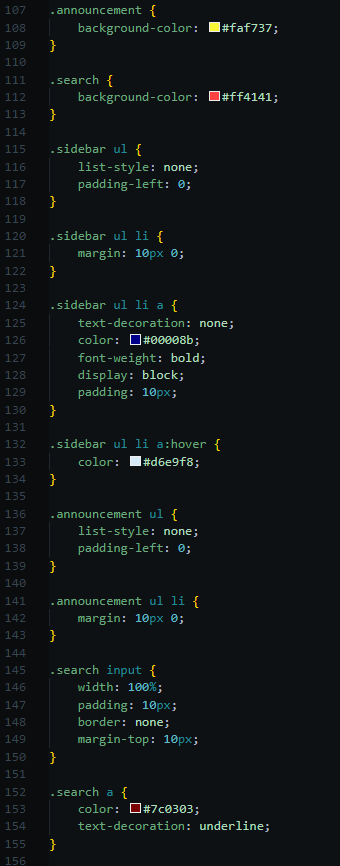 107 .announcement {
108     background-color: #faf737;
109 }
110
111 .search {
112     background-color: #ff4141;
113 }
114
115 .sidebar ul {
116     list-style: none;
117     padding-left: 0;
118 }
119
120 .sidebar ul li {
121     margin: 10px 0;
122 }
123
124 .sidebar ul li a {
125     text-decoration: none;
126     color: #00008b;
127     font-weight: bold;
128     display: block;
129     padding: 10px;
130 }
131
132 .sidebar ul li a:hover {
133     color: #d6e9f8;
134 }
135
136 .announcement ul {
137     list-style: none;
138     padding-left: 0;
139 }
140
141 .announcement ul li {
142     margin: 10px 0;
143 }
144
145 .search input {
146     width: 100%;
147     padding: 10px;
148     border: none;
149     margin-top: 10px;
150 }
151
152 .search a {
153     color: #7c0303;
154     text-decoration: underline;
155 }
156